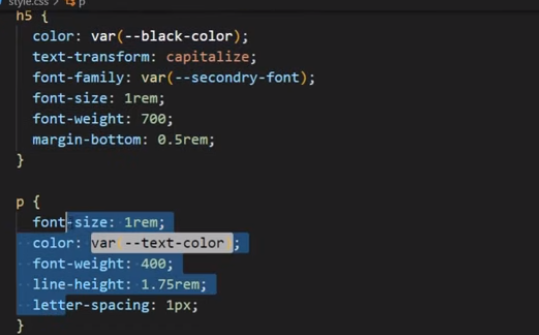 style.css > p
h5 {
color: var(--black-color);
text-transform: capitalize;
font-family: var(--secondry-font);
font-size: 1rem;
font-weight: 700;
margin-bottom: 0.5rem;
}
p {
font-size: 1rem;
color: var(--text-color);
font-weight: 400;
line-height: 1.75rem;
letter-spacing: 1px;
}